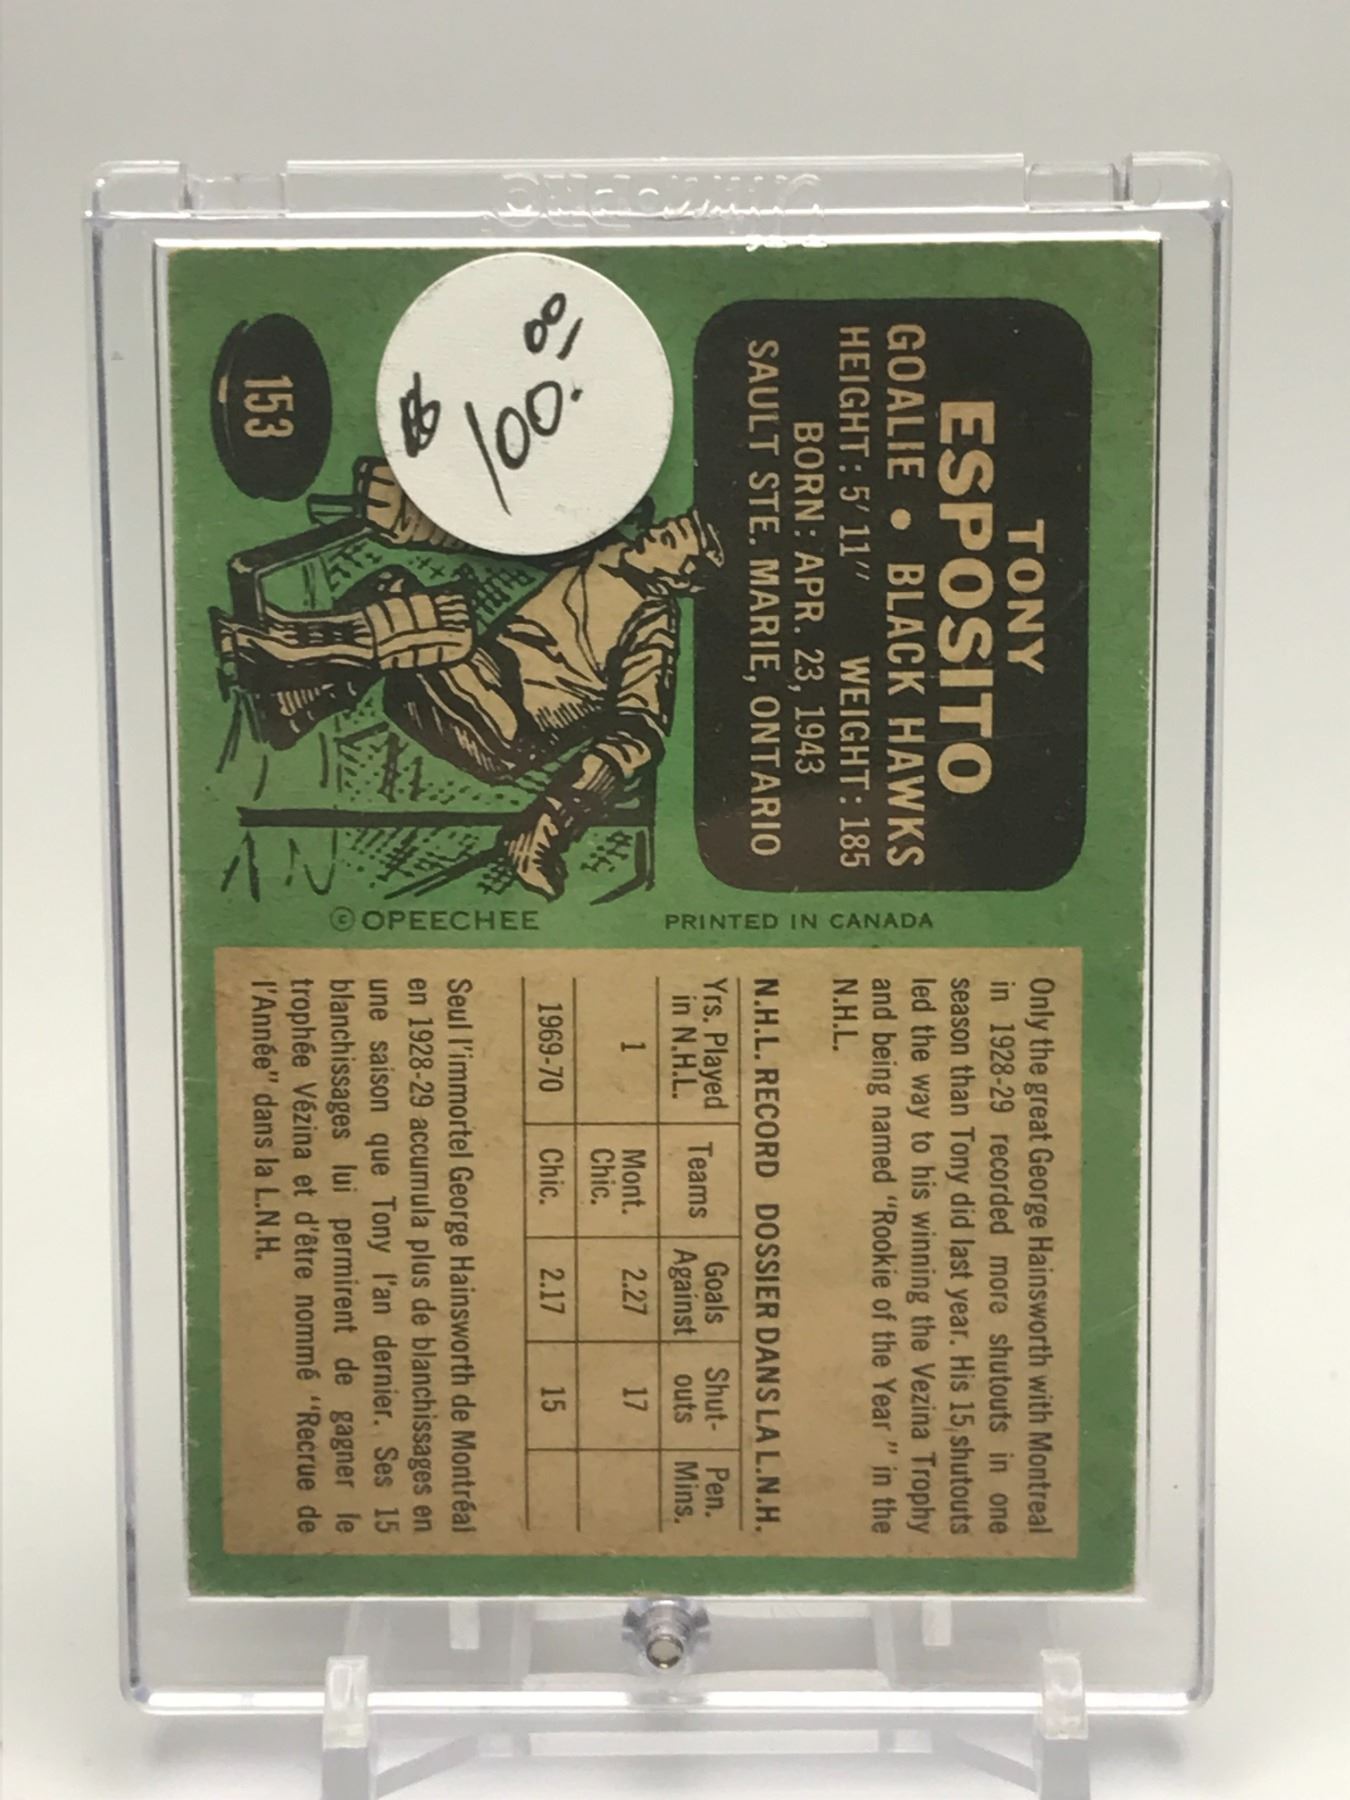 153
$ 100.00
TONY
ESPOSITO
GOALIE • BLACK HAWKS
HEIGHT: 5'11" WEIGHT: 185
BORN: APR. 23, 1943
SAULT STE. MARIE, ONTARIO
© OPEECHEE
PRINTED IN CANADA
Only the great George Hainsworth with Montreal
in 1928-29 recorded more shutouts in one
season than Tony did last year. His 15 shutouts
led the way to his winning the Vezina Trophy
and being named "Rookie of the Year" in the
N.H.L.
N.H.L. RECORD DOSSIER DANS LA L.N.H.
Yrs. Played in N.H.L. Teams Goals Against Shut-outs Pen. Mins.
1 Mont. Chic. 2.27 17
1969-70 Chic. 2.17 15
Seul l'immortel George Hainsworth de Montréal
en 1928-29 accumula plus de blanchissages en
une saison que Tony l'an dernier. Ses 15
blanchissages lui permirent de gagner le
trophée Vézina et d'être nommé "Recrue de
l'Année" dans la L.N.H.